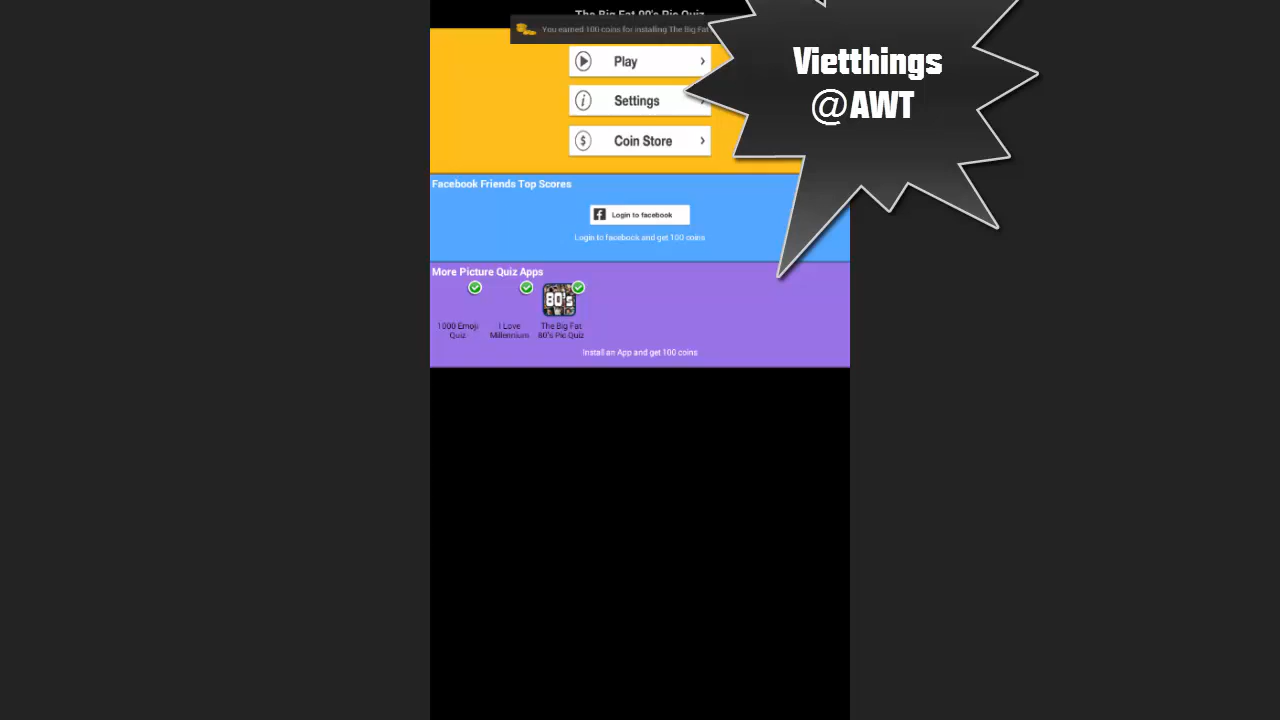 The Big Fat 90's Pic Quiz
You earned 100 coins for installing The Big Fat
Play
Settings
Coin Store
Vietthings
@AWT
Facebook Friends Top Scores
Login to facebook
Login to facebook and get 100 coins
More Picture Quiz Apps
80's
1000 Emoji
Quiz
I Love
Millennium
The Big Fat
80's Pic Quiz
Install an App and get 100 coins